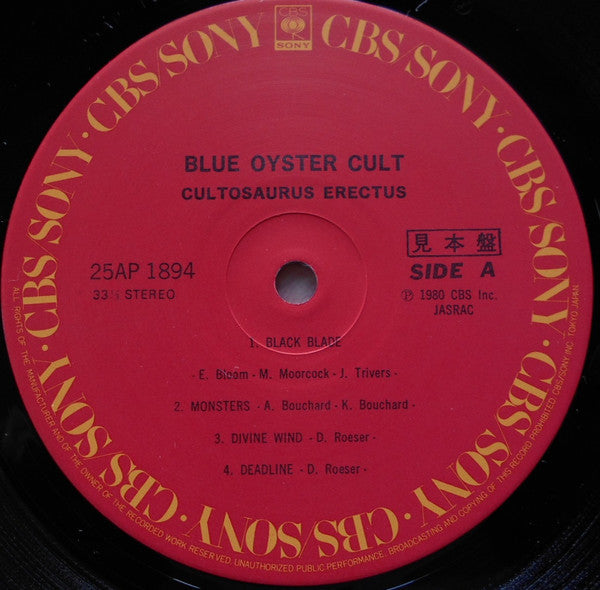 CBS
SONY
CBS/SONY · CBS/SONY · CBS/SONY · CBS/SONY · CBS/SONY · CBS/SONY · CBS/SONY · CBS/SONY
BLUE OYSTER CULT
CULTOSAURUS ERECTUS
見本盤
25AP 1894
SIDE A
33⅓ STEREO
Ⓟ 1980 CBS Inc.
JASRAC
1. BLACK BLADE
- E. Bloom - M. Moorcock - J. Trivers -
2. MONSTERS - A. Bouchard - K. Bouchard -
3. DIVINE WIND - D. Roeser -
4. DEADLINE - D. Roeser -
ALL RIGHTS OF THE MANUFACTURER AND OF THE OWNER OF THE RECORDED WORK RESERVED. UNAUTHORIZED PUBLIC PERFORMANCE, BROADCASTING AND COPYING OF THIS RECORD PROHIBITED CBS/SONY INC. TOKYO JAPAN.